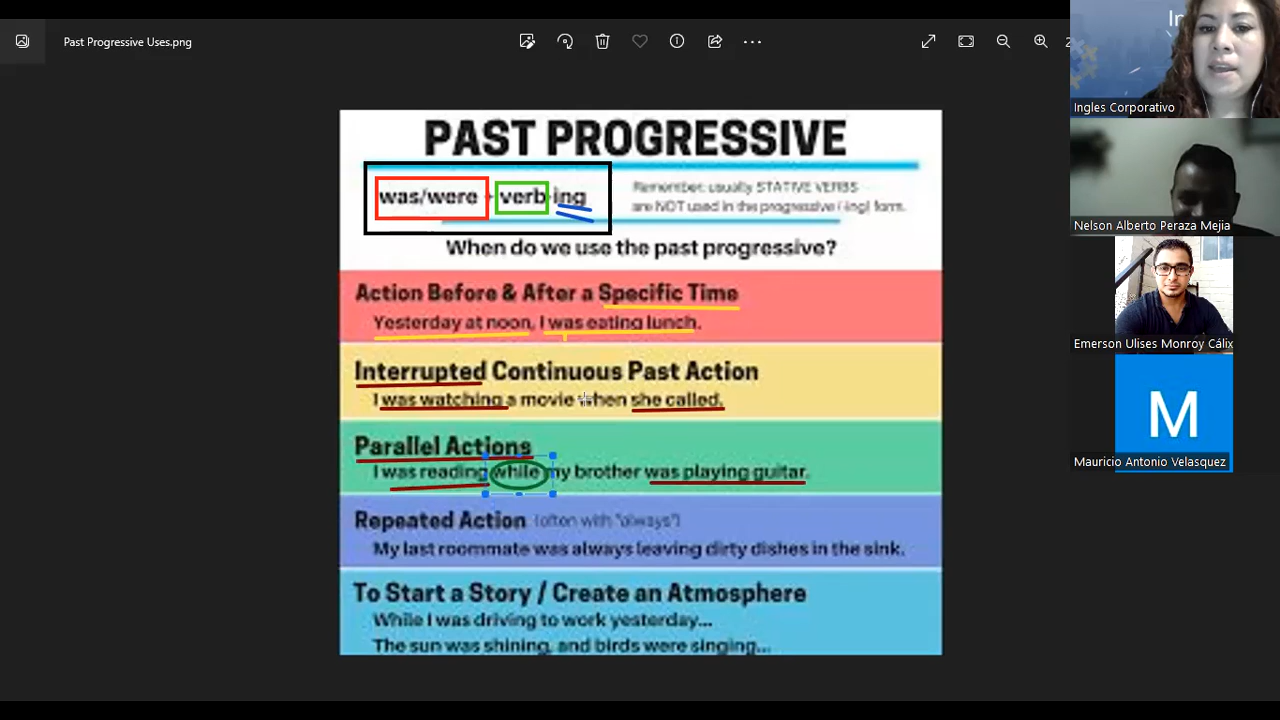 Past Progressive Uses.png
PAST PROGRESSIVE
was/were + verb-ing
Remember: usually STATIVE VERBS
are NOT used in the progressive (-ing) form.
When do we use the past progressive?
Action Before & After a Specific Time
Yesterday at noon, I was eating lunch.
Interrupted Continuous Past Action
I was watching a movie when she called.
Parallel Actions
I was reading while my brother was playing guitar.
Repeated Action (often with "always")
My last roommate was always leaving dirty dishes in the sink.
To Start a Story / Create an Atmosphere
While I was driving to work yesterday...
The sun was shining, and birds were singing...
In
Ingles Corporativo
Nelson Alberto Peraza Mejia
Emerson Ulises Monroy Cálix
M
Mauricio Antonio Velasquez